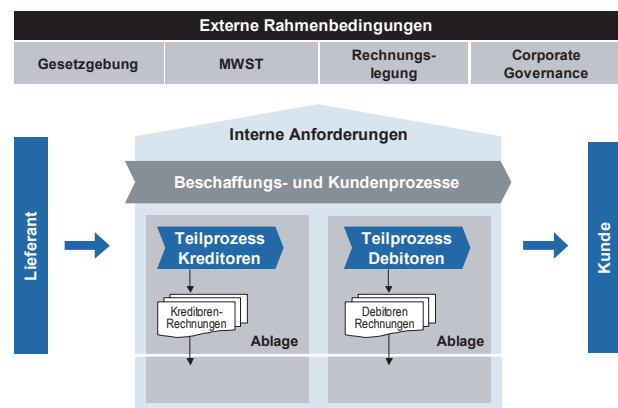 Externe Rahmenbedingungen
Gesetzgebung
MWST
Rechnungs-
legung
Corporate
Governance
Interne Anforderungen
Beschaffungs- und Kundenprozesse
Lieferant
Teilprozess
Kreditoren
Kreditoren-
Rechnungen
Ablage
Teilprozess
Debitoren
Debitoren
Rechnungen
Ablage
Kunde